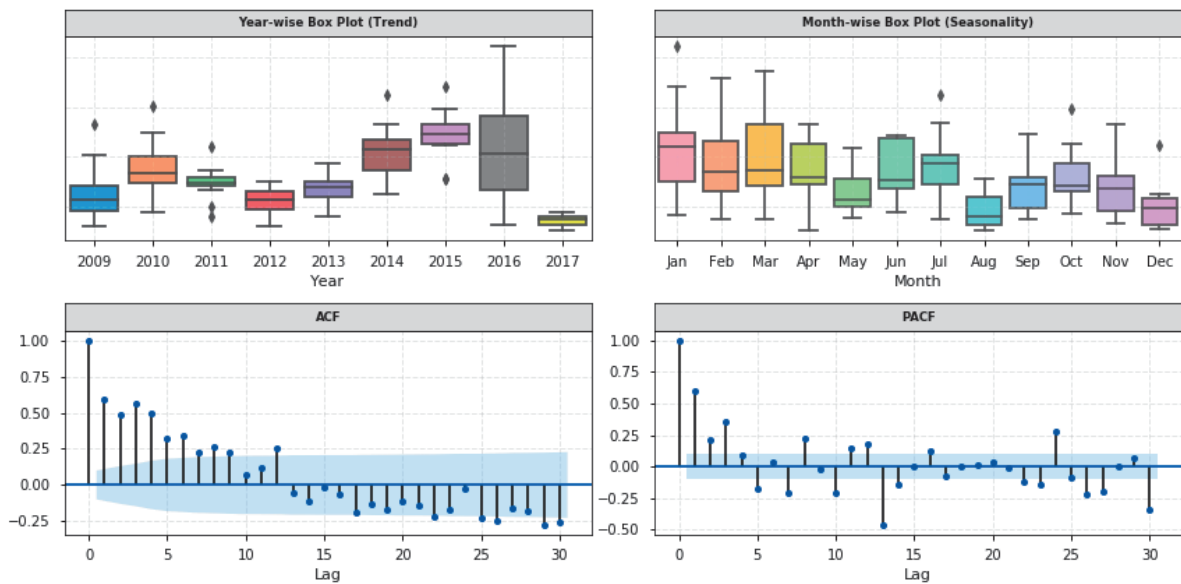 Year-wise Box Plot (Trend)
Month-wise Box Plot (Seasonality)
2009 2010 2011 2012 2013 2014 2015 2016 2017
Year
Jan Feb Mar Apr May Jun Jul Aug Sep Oct Nov Dec
Month
ACF
1.00
0.75
0.50
0.25
0.00
−0.25
0 5 10 15 20 25 30
Lag
PACF
1.00
0.75
0.50
0.25
0.00
−0.25
−0.50
0 5 10 15 20 25 30
Lag